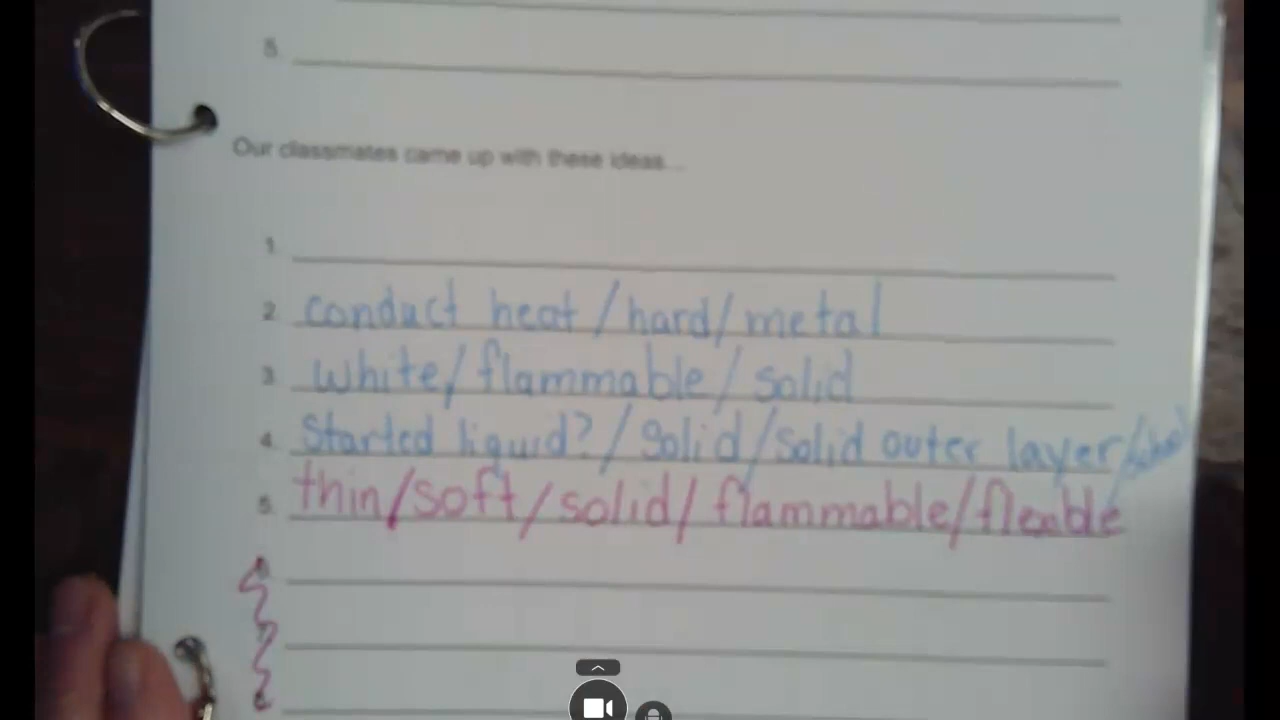 5.
Our classmates came up with these ideas...
1.
2. conduct heat/hard/metal
3. white/flammable/solid
4. Started liquid?/Solid/Solid outer layer/
5. thin/soft/solid/flammable/flexable